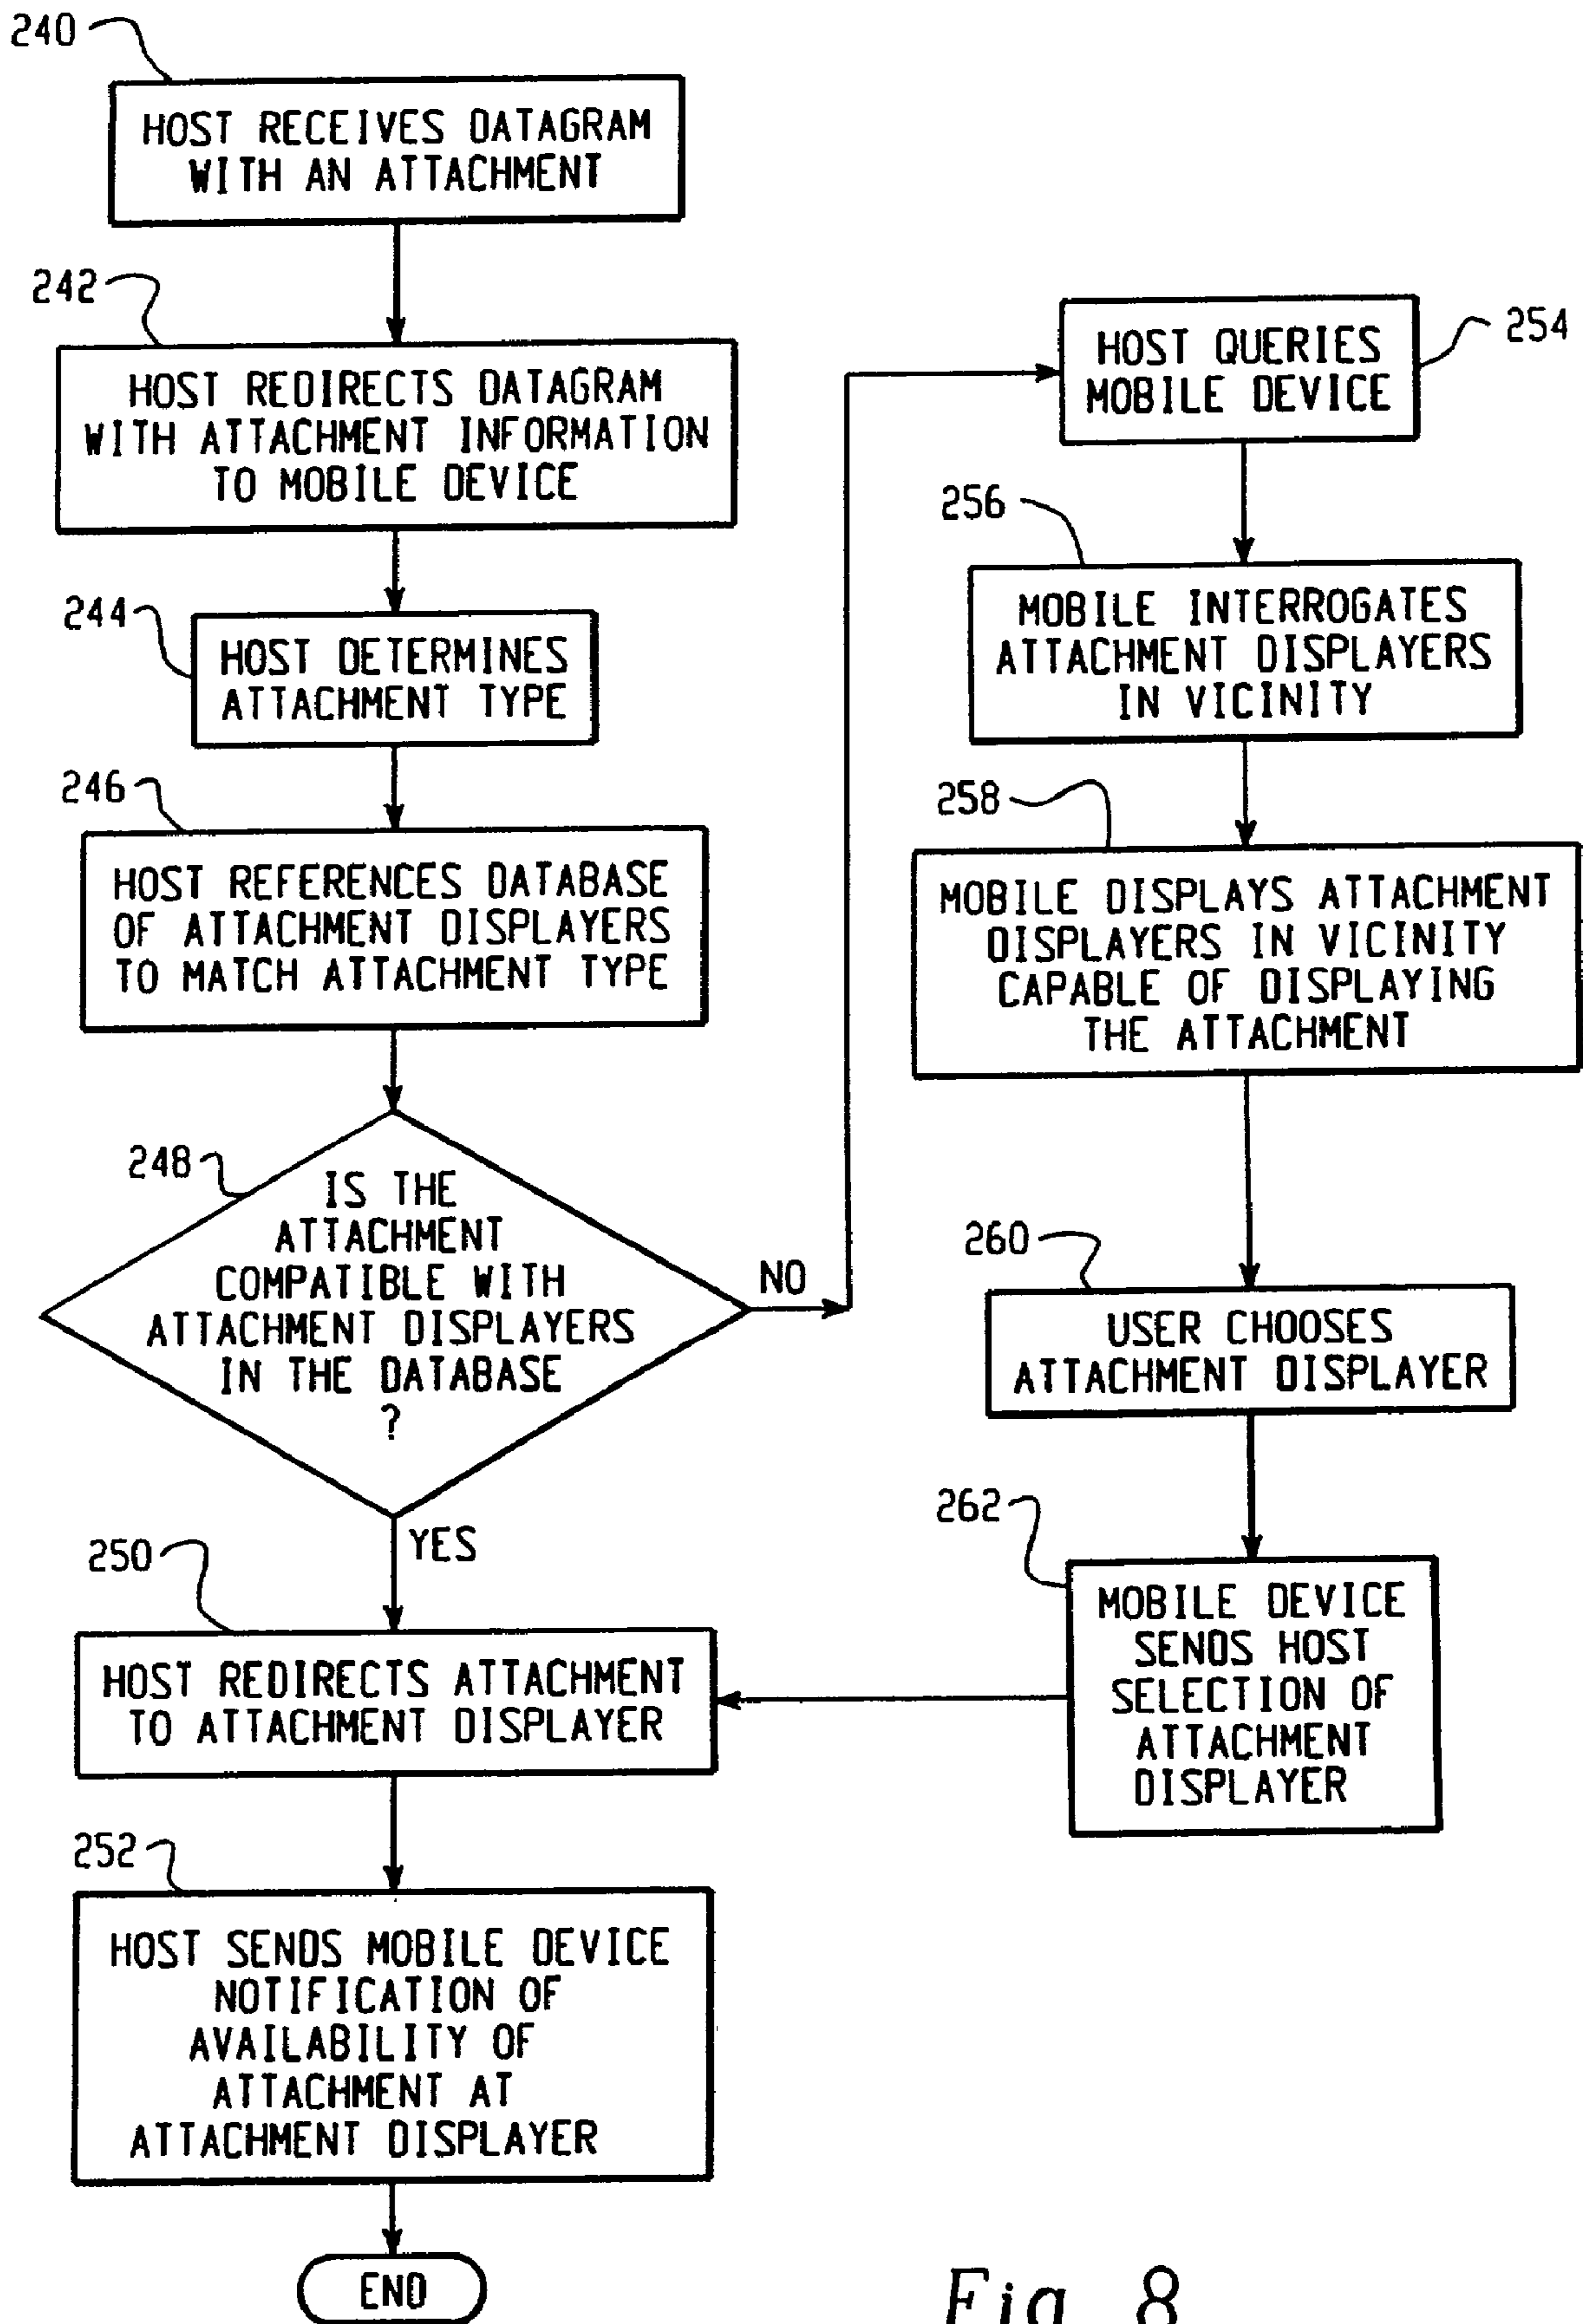 240
HOST RECEIVES DATAGRAM
WITH AN ATTACHMENT
242
HOST REDIRECTS DATAGRAM
WITH ATTACHMENT INFORMATION
TO MOBILE DEVICE
244
HOST DETERMINES
ATTACHMENT TYPE
246
HOST REFERENCES DATABASE
OF ATTACHMENT DISPLAYERS
TO MATCH ATTACHMENT TYPE
248
IS THE
ATTACHMENT
COMPATIBLE WITH
ATTACHMENT DISPLAYERS
IN THE DATABASE
?
NO
YES
250
HOST REDIRECTS ATTACHMENT
TO ATTACHMENT DISPLAYER
252
HOST SENDS MOBILE DEVICE
NOTIFICATION OF
AVAILABILITY OF
ATTACHMENT AT
ATTACHMENT DISPLAYER
END
254
HOST QUERIES
MOBILE DEVICE
256
MOBILE INTERROGATES
ATTACHMENT DISPLAYERS
IN VICINITY
258
MOBILE DISPLAYS ATTACHMENT
DISPLAYERS IN VICINITY
CAPABLE OF DISPLAYING
THE ATTACHMENT
260
USER CHOOSES
ATTACHMENT DISPLAYER
262
MOBILE DEVICE
SENDS HOST
SELECTION OF
ATTACHMENT
DISPLAYER
Fig. 8